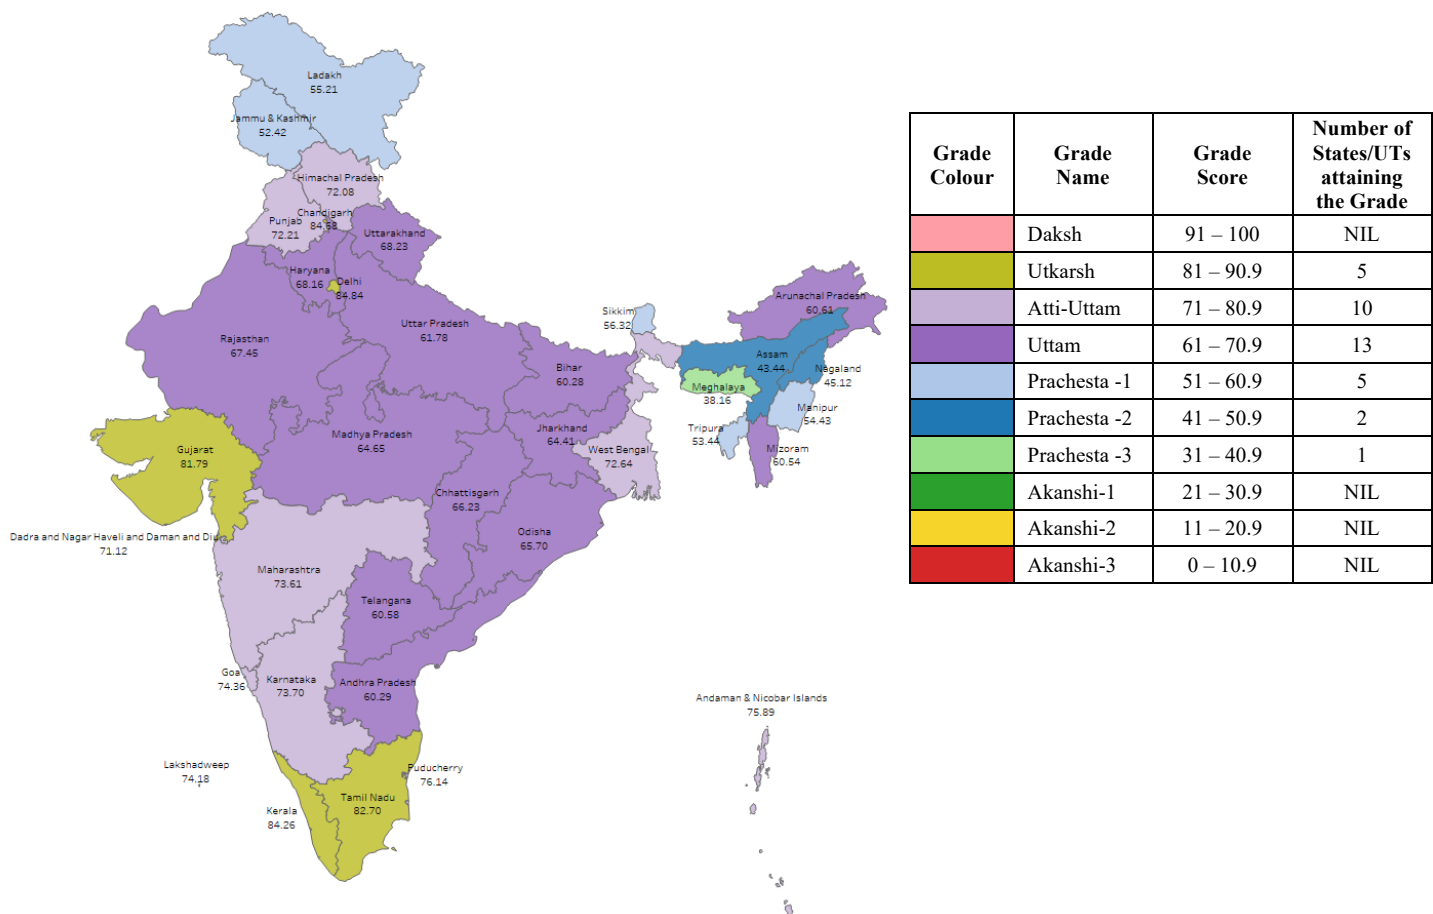 Ladakh
55.21
Jammu & Kashmir
52.42
Himachal Pradesh
72.08
Chandigarh
84.68
Punjab
72.21
Uttarakhand
68.23
Haryana
68.16
Delhi
84.84
Rajasthan
67.45
Uttar Pradesh
61.78
Bihar
60.28
Sikkim
56.32
Arunachal Pradesh
60.61
Assam
43.44
Nagaland
45.12
Meghalaya
38.16
Manipur
54.43
Tripura
53.44
Mizoram
60.54
Gujarat
81.79
Madhya Pradesh
64.65
Jharkhand
64.41
West Bengal
72.64
Chhattisgarh
66.23
Odisha
65.70
Dadra and Nagar Haveli and Daman and Diu
71.12
Maharashtra
73.61
Telangana
60.58
Goa
74.36
Karnataka
73.70
Andhra Pradesh
60.29
Andaman & Nicobar Islands
75.89
Lakshadweep
74.18
Puducherry
76.14
Kerala
84.26
Tamil Nadu
82.70
Grade Colour | Grade Name | Grade Score | Number of States/UTs attaining the Grade
Daksh 91 – 100 NIL
Utkarsh 81 – 90.9 5
Atti-Uttam 71 – 80.9 10
Uttam 61 – 70.9 13
Prachesta -1 51 – 60.9 5
Prachesta -2 41 – 50.9 2
Prachesta -3 31 – 40.9 1
Akanshi-1 21 – 30.9 NIL
Akanshi-2 11 – 20.9 NIL
Akanshi-3 0 – 10.9 NIL